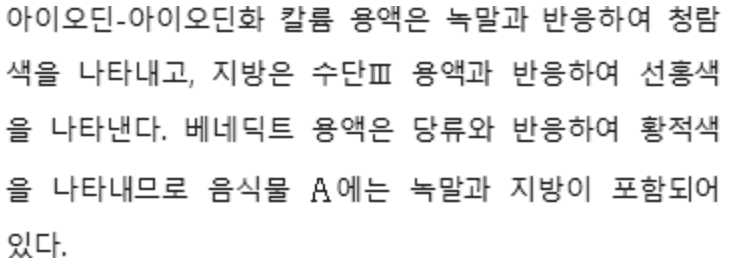 아이오딘-아이오딘화 칼륨 용액은 녹말과 반응하여 청람
색을 나타내고, 지방은 수단Ⅲ 용액과 반응하여 선홍색
을 나타낸다. 베네딕트 용액은 당류와 반응하여 황적색
을 나타내므로 음식물 A에는 녹말과 지방이 포함되어
있다.